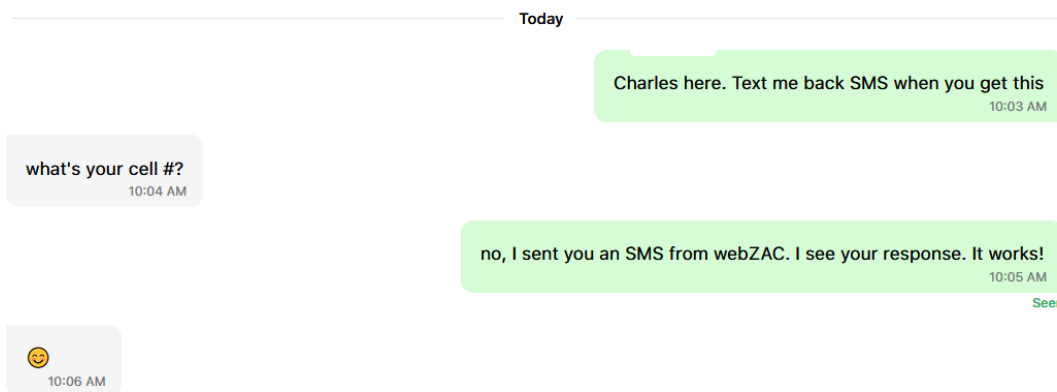 Today
Charles here. Text me back SMS when you get this
10:03 AM
what's your cell #?
10:04 AM
no, I sent you an SMS from webZAC. I see your response. It works!
10:05 AM
Seen
😊
10:06 AM